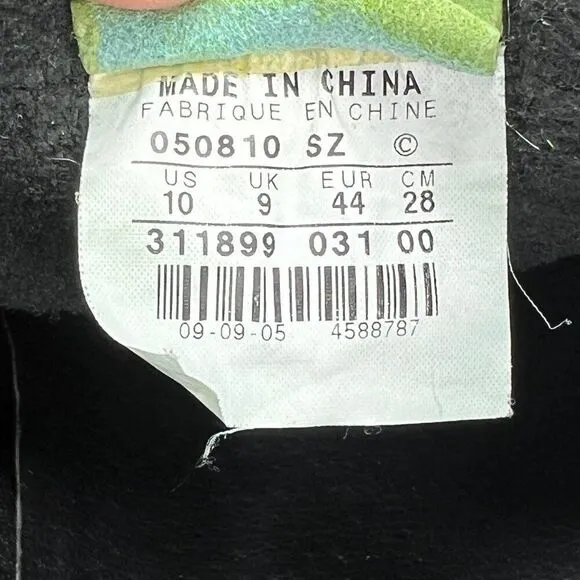 MADE IN CHINA
FABRIQUE EN CHINE
050810 SZ ©
US UK EUR CM
10 9 44 28
311899 031 00
09-09-05 4588787